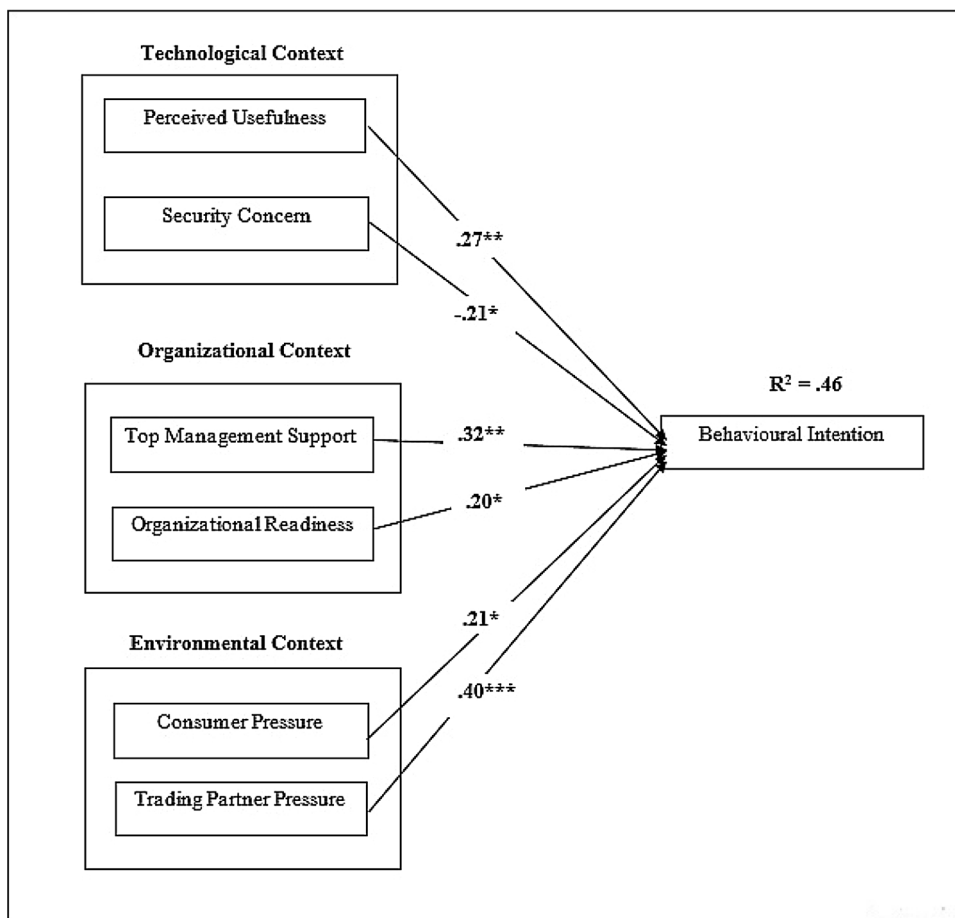 Technological Context
Perceived Usefulness
Security Concern
.27**
-.21*
Organizational Context
R² = .46
Top Management Support
.32**
Behavioural Intention
Organizational Readiness
.20*
.21*
Environmental Context
.40***
Consumer Pressure
Trading Partner Pressure